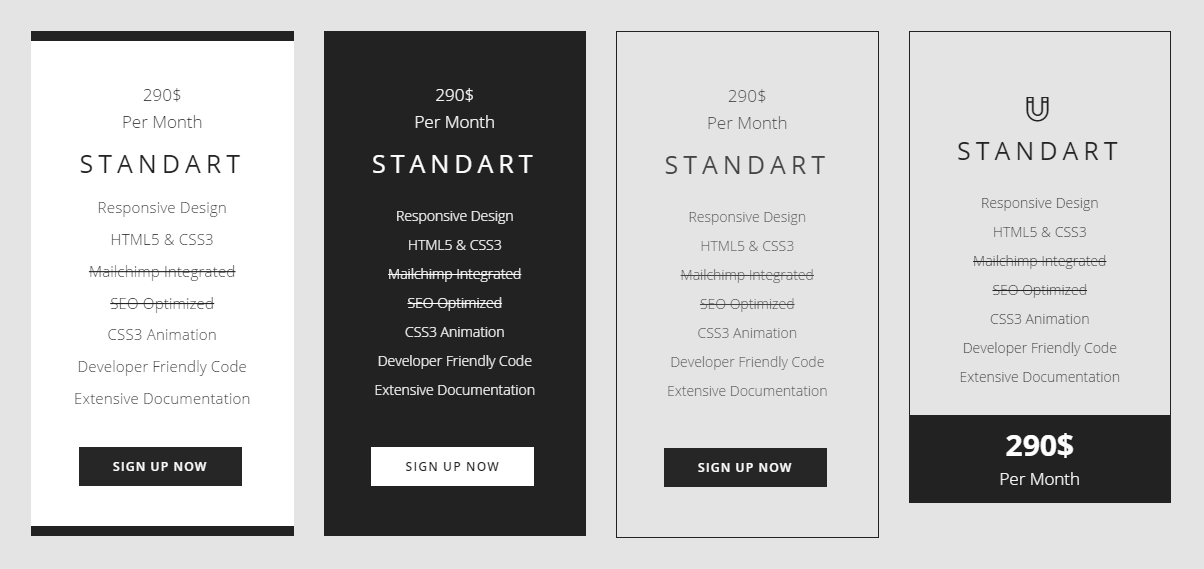 290$
Per Month
STANDART
Responsive Design
HTML5 & CSS3
Mailchimp Integrated
SEO Optimized
CSS3 Animation
Developer Friendly Code
Extensive Documentation
SIGN UP NOW
290$
Per Month
STANDART
Responsive Design
HTML5 & CSS3
Mailchimp Integrated
SEO Optimized
CSS3 Animation
Developer Friendly Code
Extensive Documentation
SIGN UP NOW
290$
Per Month
STANDART
Responsive Design
HTML5 & CSS3
Mailchimp Integrated
SEO Optimized
CSS3 Animation
Developer Friendly Code
Extensive Documentation
SIGN UP NOW
STANDART
Responsive Design
HTML5 & CSS3
Mailchimp Integrated
SEO Optimized
CSS3 Animation
Developer Friendly Code
Extensive Documentation
290$
Per Month